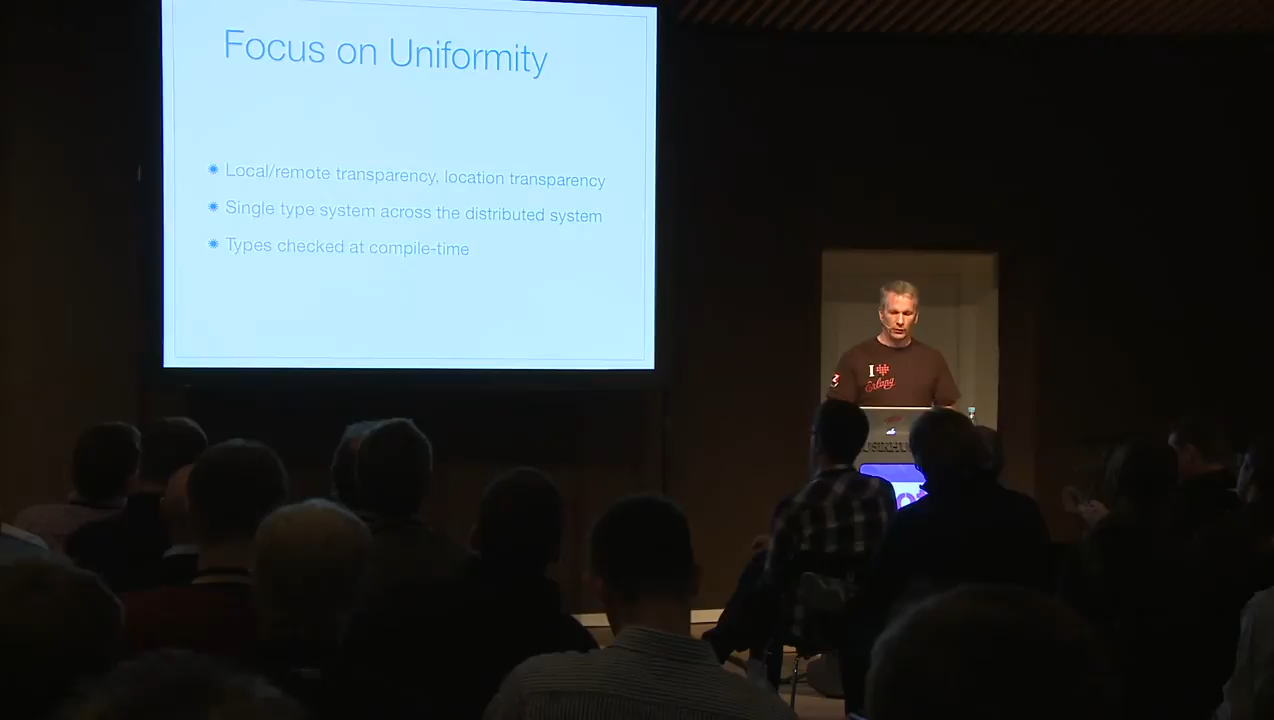 Focus on Uniformity
Local/remote transparency, location transparency
Single type system across the distributed system
Types checked at compile-time
I
Erlang